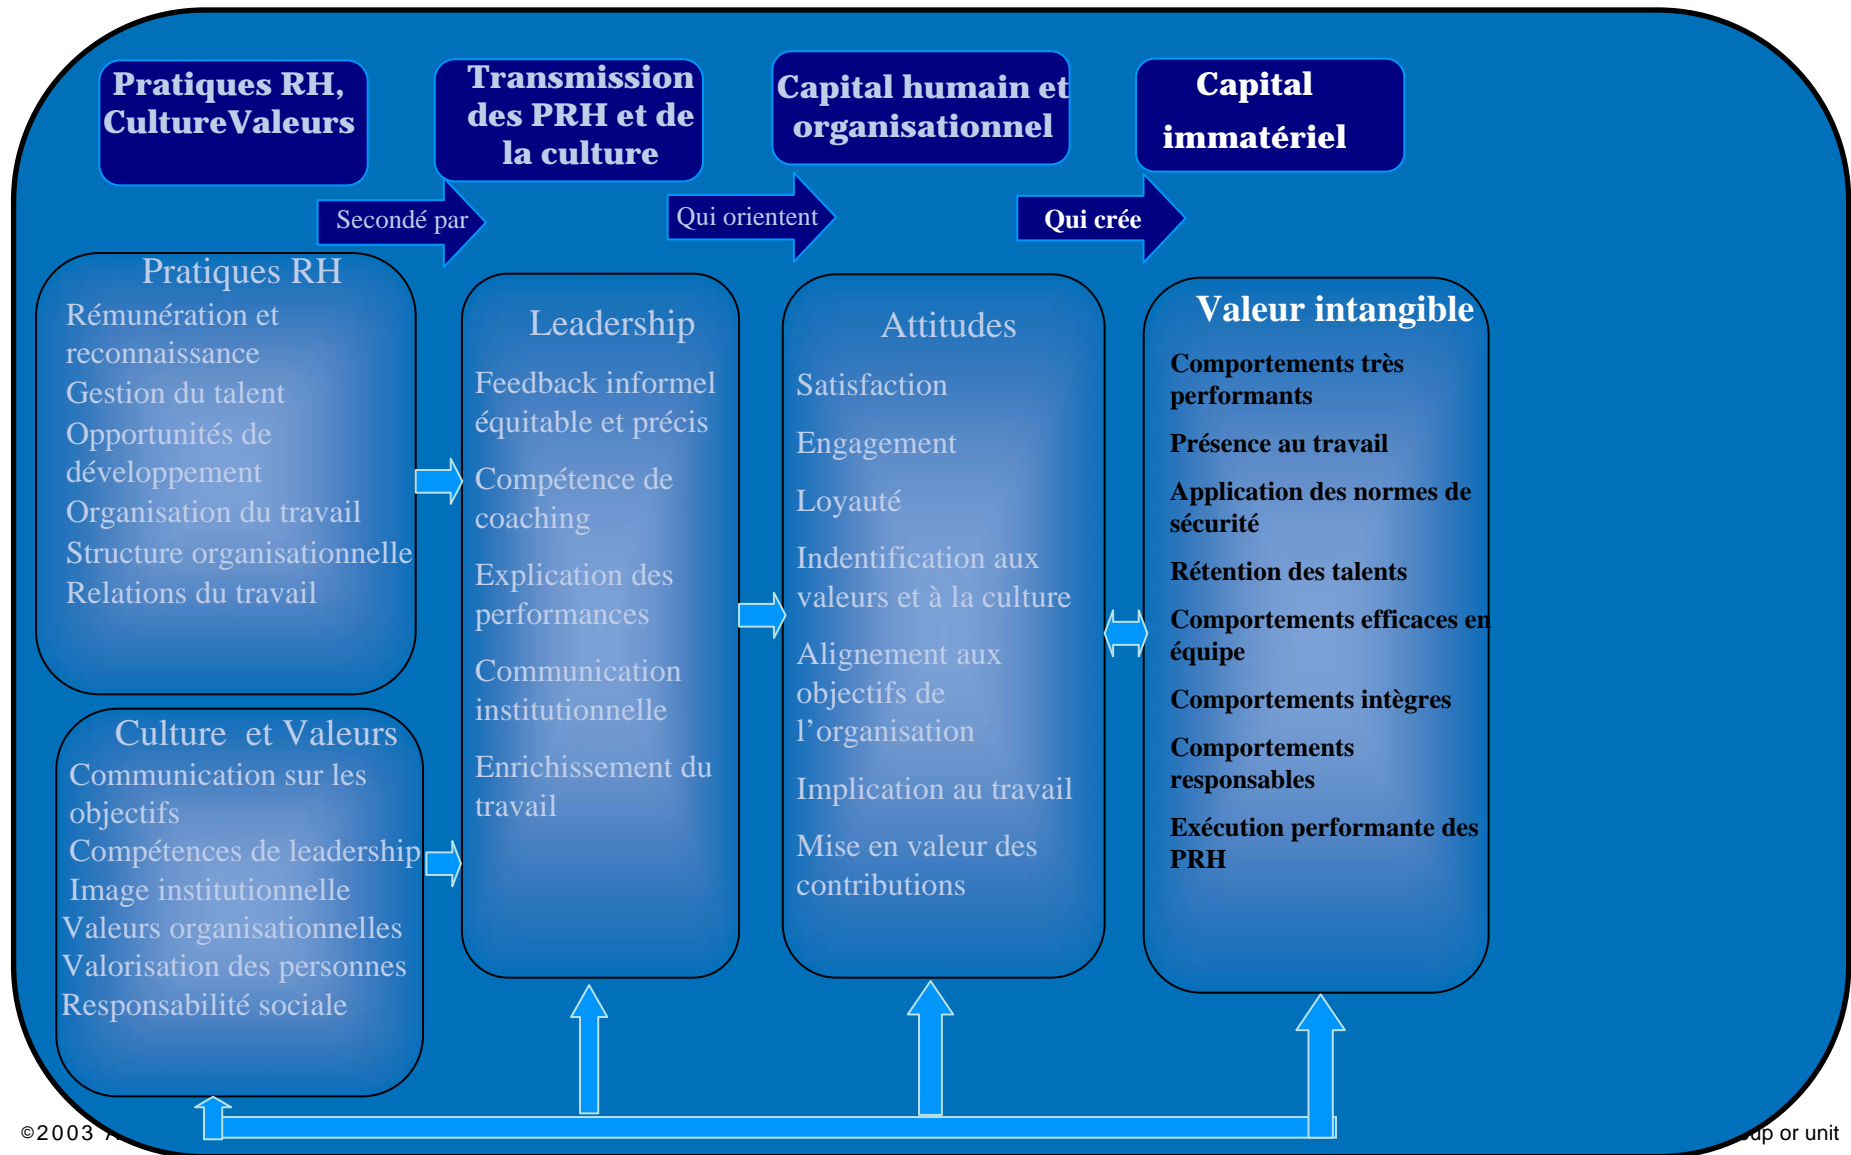 Pratiques RH,
CultureValeurs
Transmission
des PRH et de
la culture
Capital humain et
organisationnel
Capital
immatériel
Secondé par
Qui orientent
Qui crée
Pratiques RH
Rémunération et
reconnaissance
Gestion du talent
Opportunités de
développement
Organisation du travail
Structure organisationnelle
Relations du travail
Culture et Valeurs
Communication sur les
objectifs
Compétences de leadership
Image institutionnelle
Valeurs organisationnelles
Valorisation des personnes
Responsabilité sociale
Leadership
Feedback informel
équitable et précis
Compétence de
coaching
Explication des
performances
Communication
institutionnelle
Enrichissement du
travail
Attitudes
Satisfaction
Engagement
Loyauté
Indentification aux
valeurs et à la culture
Alignement aux
objectifs de
l’organisation
Implication au travail
Mise en valeur des
contributions
Valeur intangible
Comportements très
performants
Présence au travail
Application des normes de
sécurité
Rétention des talents
Comportements efficaces en
équipe
Comportements intègres
Comportements
responsables
Exécution performante des
PRH
©2003
or unit